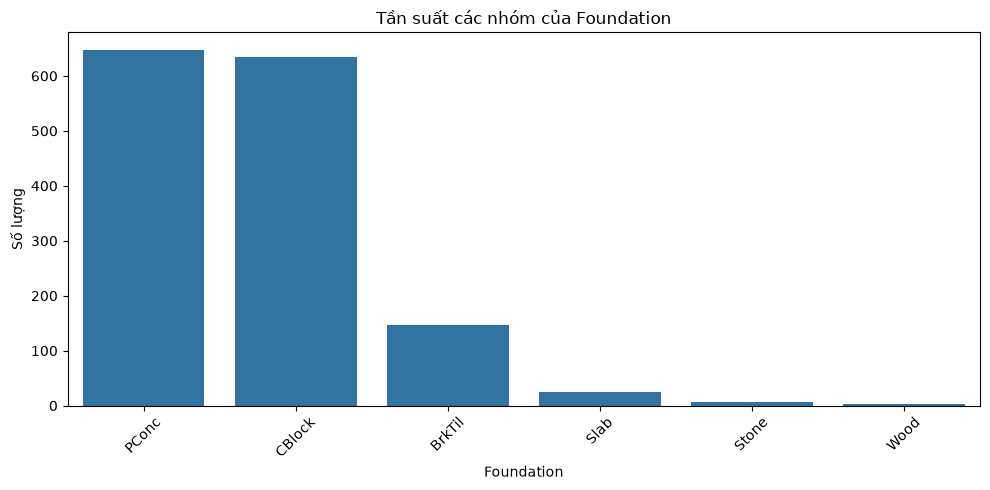 Tần suất các nhóm của Foundation
Số lượng
600
500
400
300
200
100
0
PConc
CBlock
BrkTil
Slab
Stone
Wood
Foundation